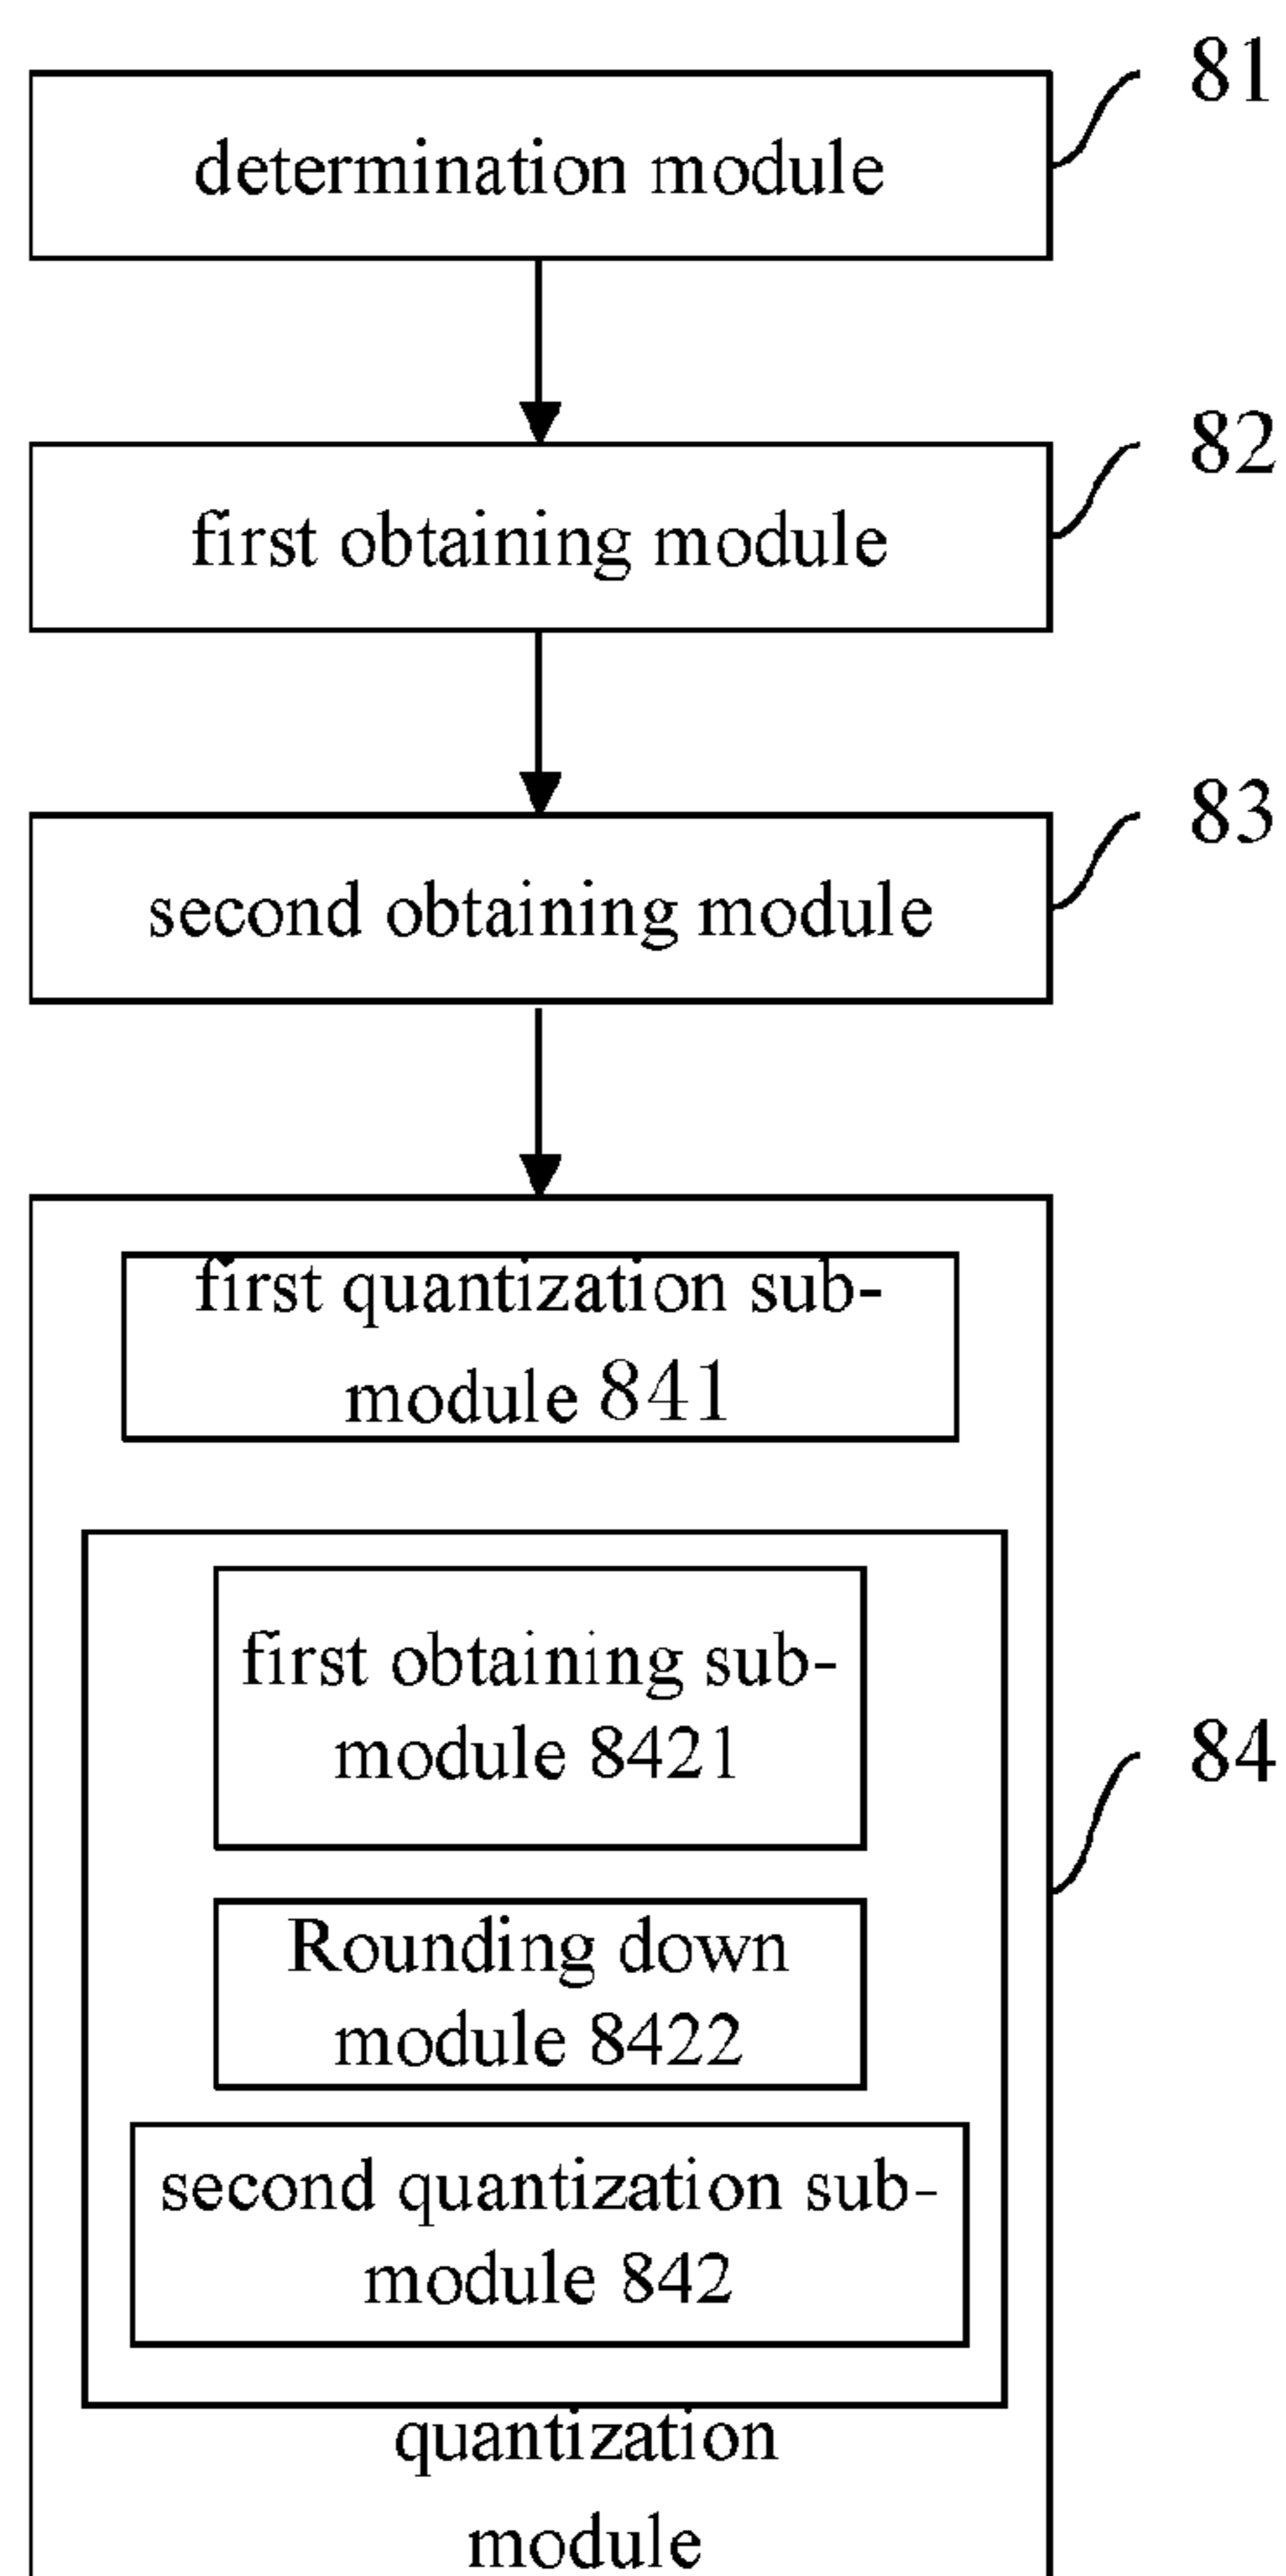 81
determination module
82
first obtaining module
83
second obtaining module
first quantization sub-
module 841
first obtaining sub-
module 8421
84
Rounding down
module 8422
second quantization sub-
module 842
quantization
module